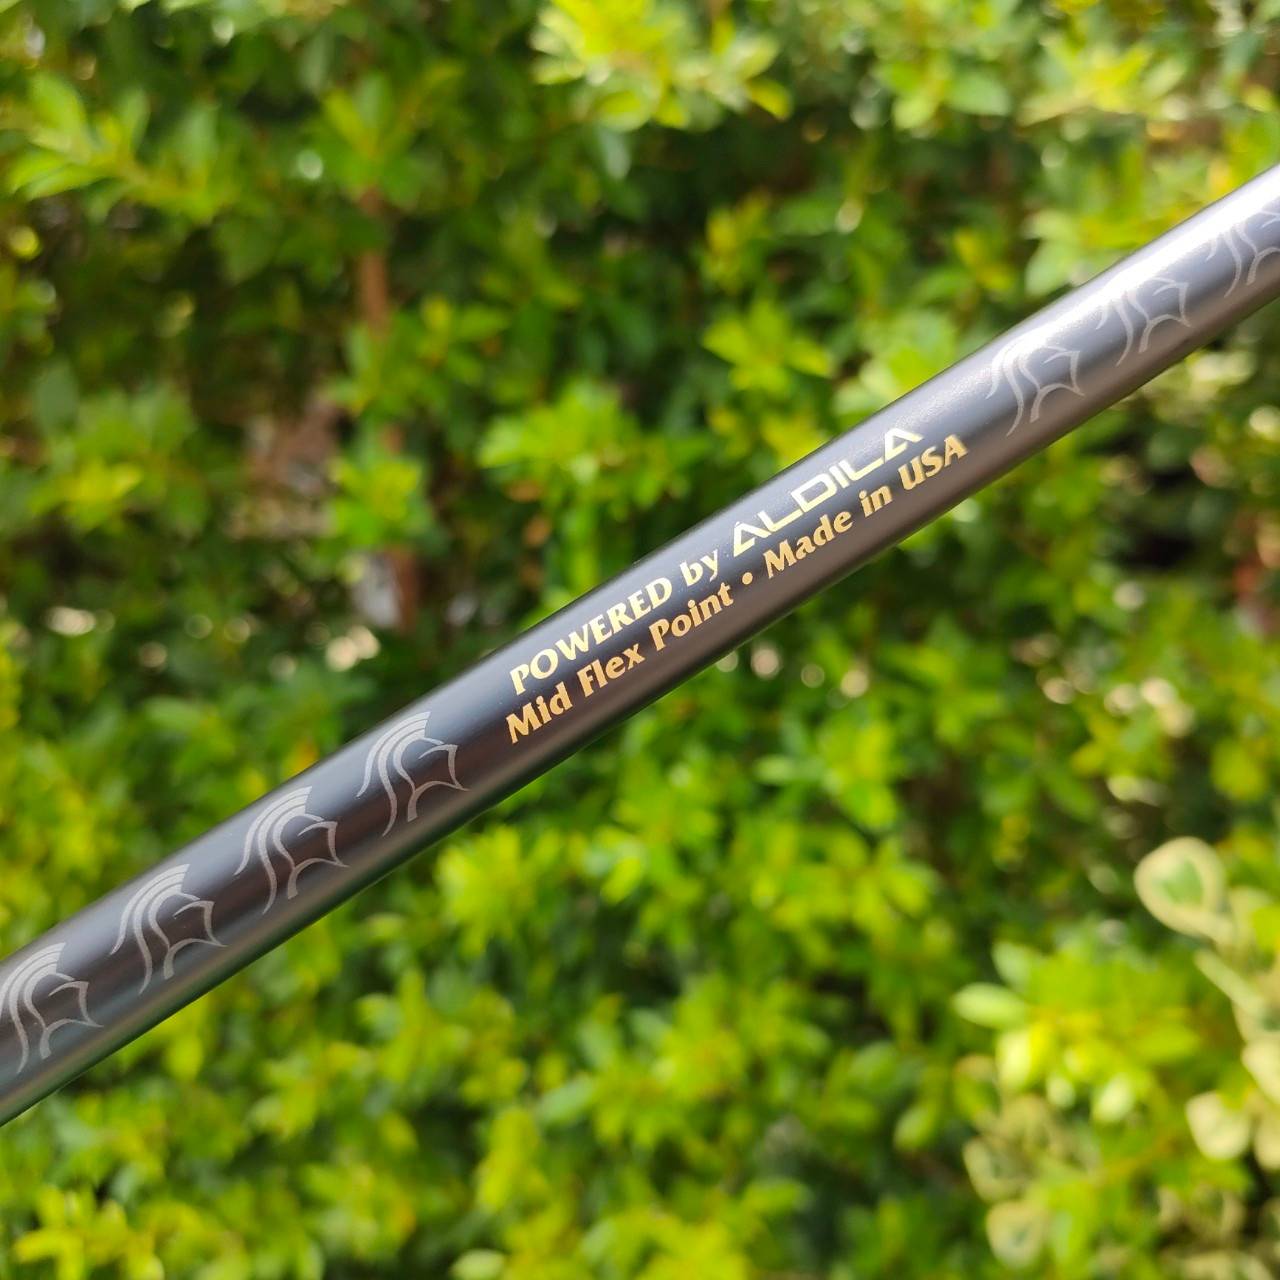 POWERED by ALDILA
Mid Flex Point • Made in USA